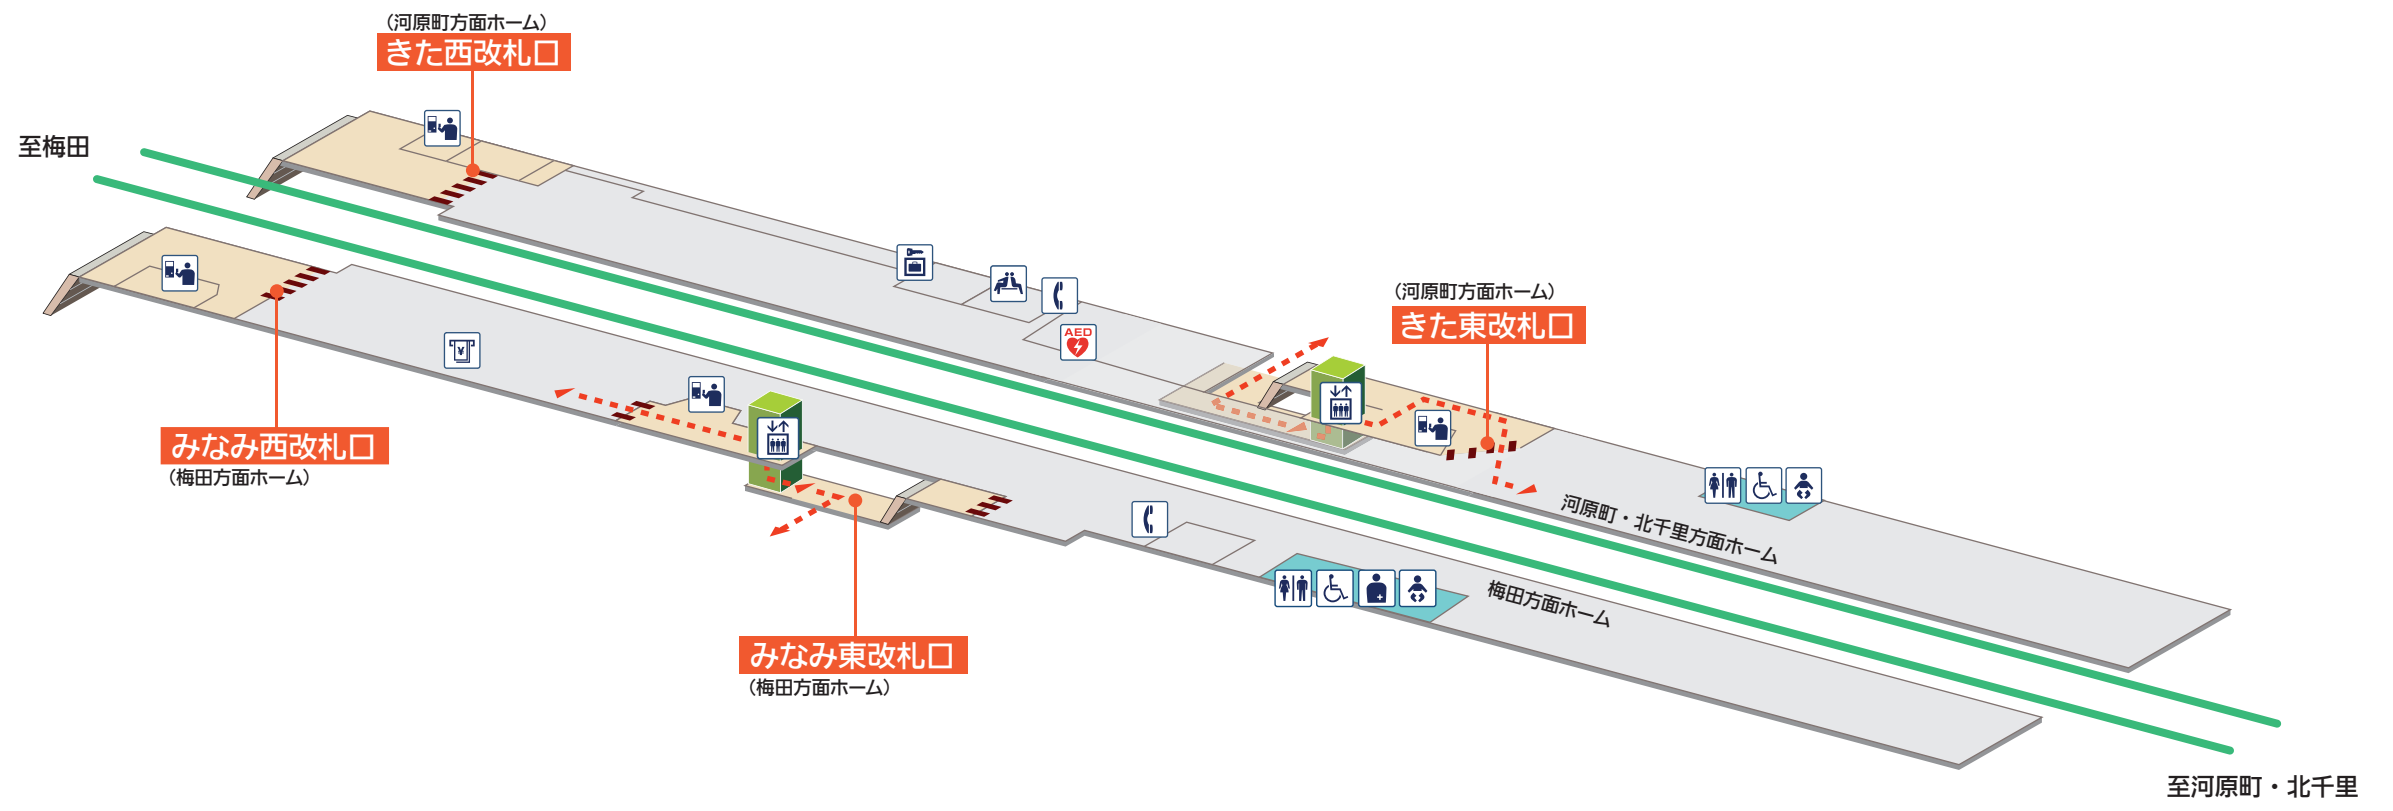 （河原町方面ホーム）
きた西改札口
至梅田
（河原町方面ホーム）
きた東改札口
AED
¥
みなみ西改札口
（梅田方面ホーム）
河原町・北千里方面ホーム
梅田方面ホーム
みなみ東改札口
（梅田方面ホーム）
至河原町・北千里